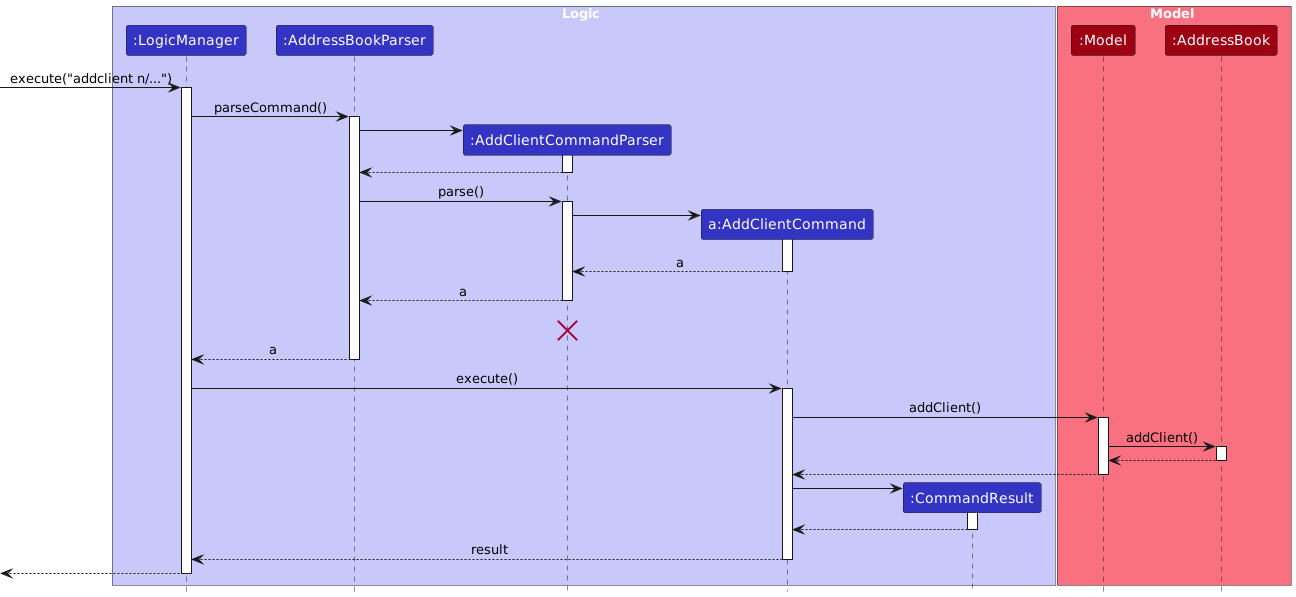 Logic
Model
:LogicManager
:AddressBookParser
:Model
:AddressBook
execute("addclient n/...")
parseCommand()
:AddClientCommandParser
parse()
a:AddClientCommand
a
a
a
execute()
addClient()
addClient()
:CommandResult
result